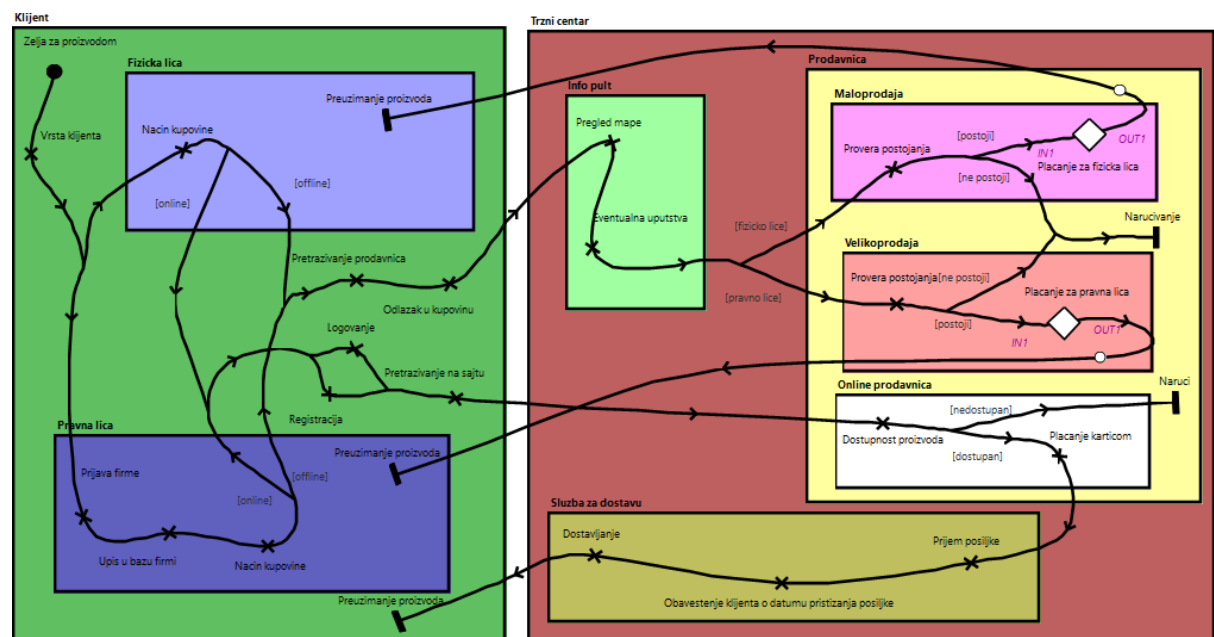 Klijent
Zelja za proizvodom
Vrsta klijenta
Fizicka lica
Preuzimanje proizvoda
Nacin kupovine
[online]
[offline]
Pretrazivanje prodavnica
Odlazak u kupovinu
Logovanje
Pretrazivanje na sajtu
Registracija
Pravna lica
Preuzimanje proizvoda
Prijava firme
[offline]
[online]
Upis u bazu firmi
Nacin kupovine
Preuzimanje proizvoda
Trzni centar
Info pult
Pregled mape
Eventualna uputstva
[fizicko lice]
[pravno lice]
Prodavnica
Maloprodaja
[postoji]
OUT1
Provera postojanja
IN1
Placanje za fizicka lica
[ne postoji]
Narucivanje
Velikoprodaja
Provera postojanja[ne postoji]
Placanje za pravna lica
[postoji]
OUT1
IN1
Online prodavnica
Naruci
[nedostupan]
Dostupnost proizvoda
Placanje karticom
[dostupan]
Sluzba za dostavu
Dostavljanje
Prijem posiljke
Obavestenje klijenta o datumu pristizanja posiljke